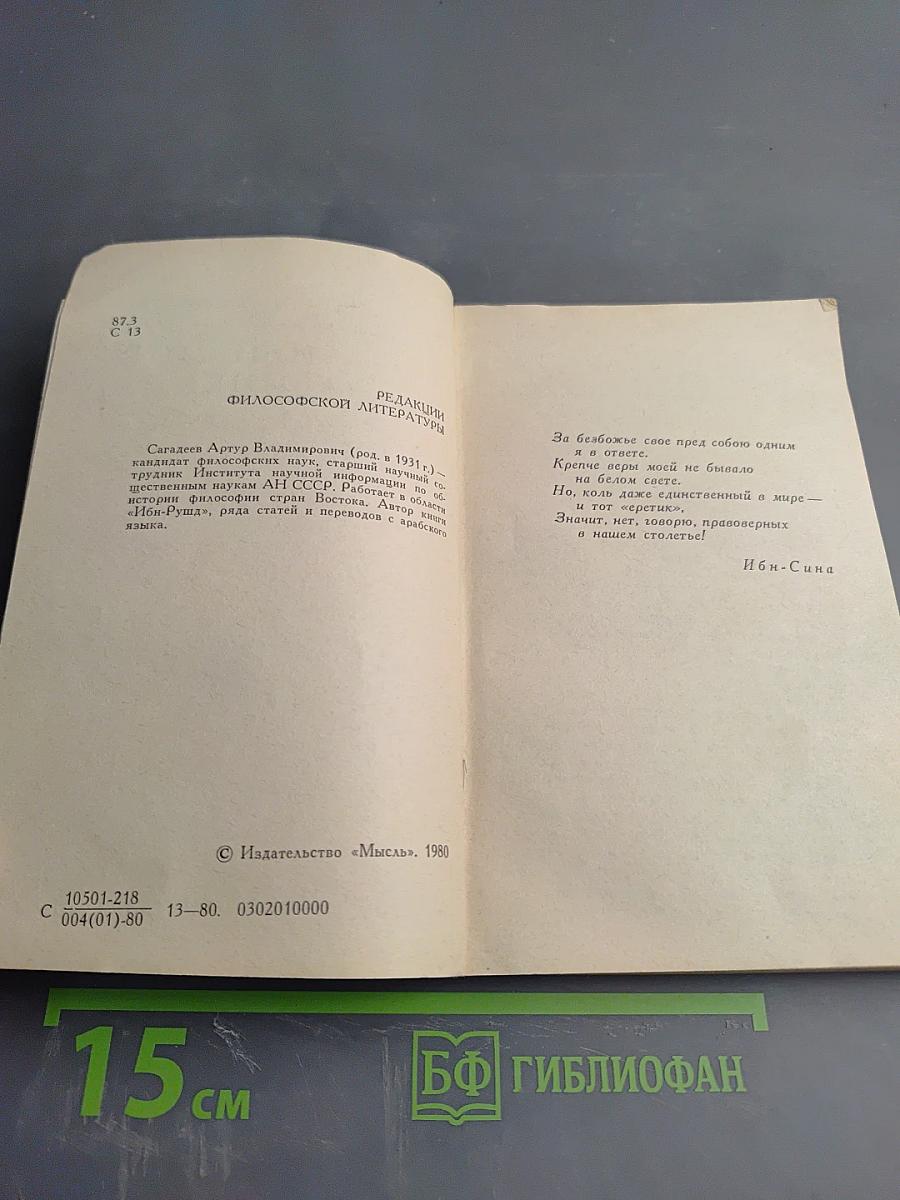 87.3
С 13
РЕДАКЦИИ
ФИЛОСОФСКОЙ ЛИТЕРАТУРЫ
Сагадеев Артур Владимирович (род. в 1931 г.) —
кандидат философских наук, старший научный со-
трудник Института научной информации по об-
щественным наукам АН СССР. Работает в области
истории философии стран Востока. Автор книги
«Ибн-Рушд», ряда статей и переводов с арабского
языка.
© Издательство «Мысль». 1980
С 10501-218
004(01)-80 13—80. 0302010000
За безбожье свое пред собою одним
я в ответе.
Крепче веры моей не бывало
на белом свете.
Но, коль даже единственный в мире —
и тот «еретик»,
Значит, нет, говорю, правоверных
в нашем столетье!
Ибн-Сина
15 см
БФ ГИБЛИОФАН